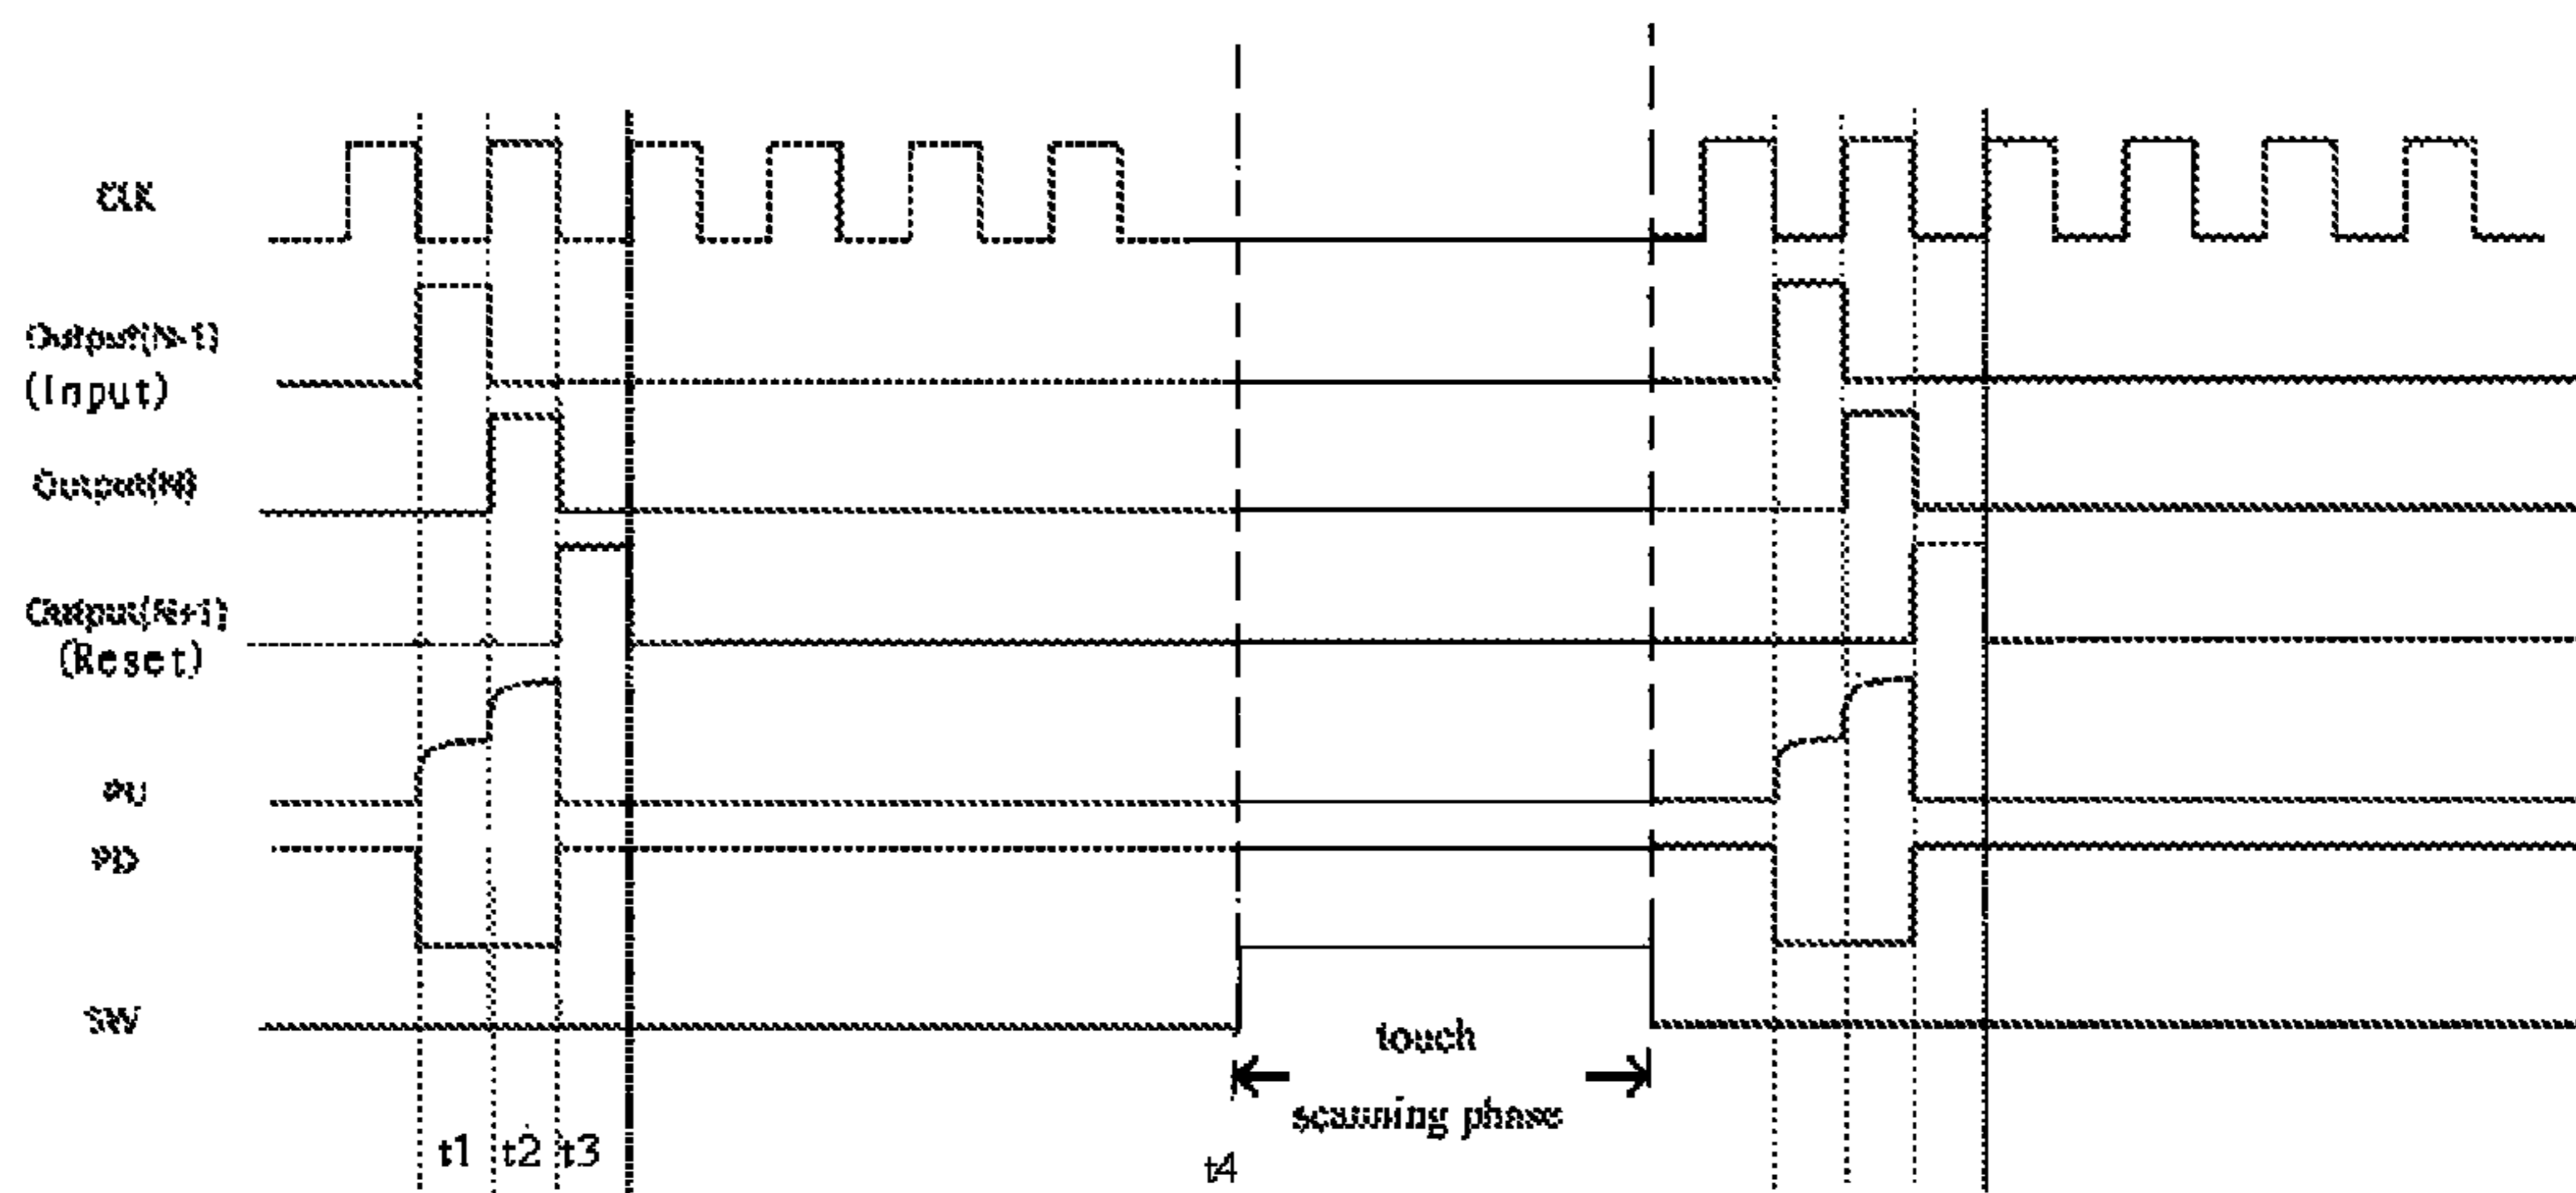 CLK
Output(N-1)
(Input)
Output(N)
Output(N+1)
(Reset)
PU
PD
SW
touch
scanning phase
t1 t2 t3
t4